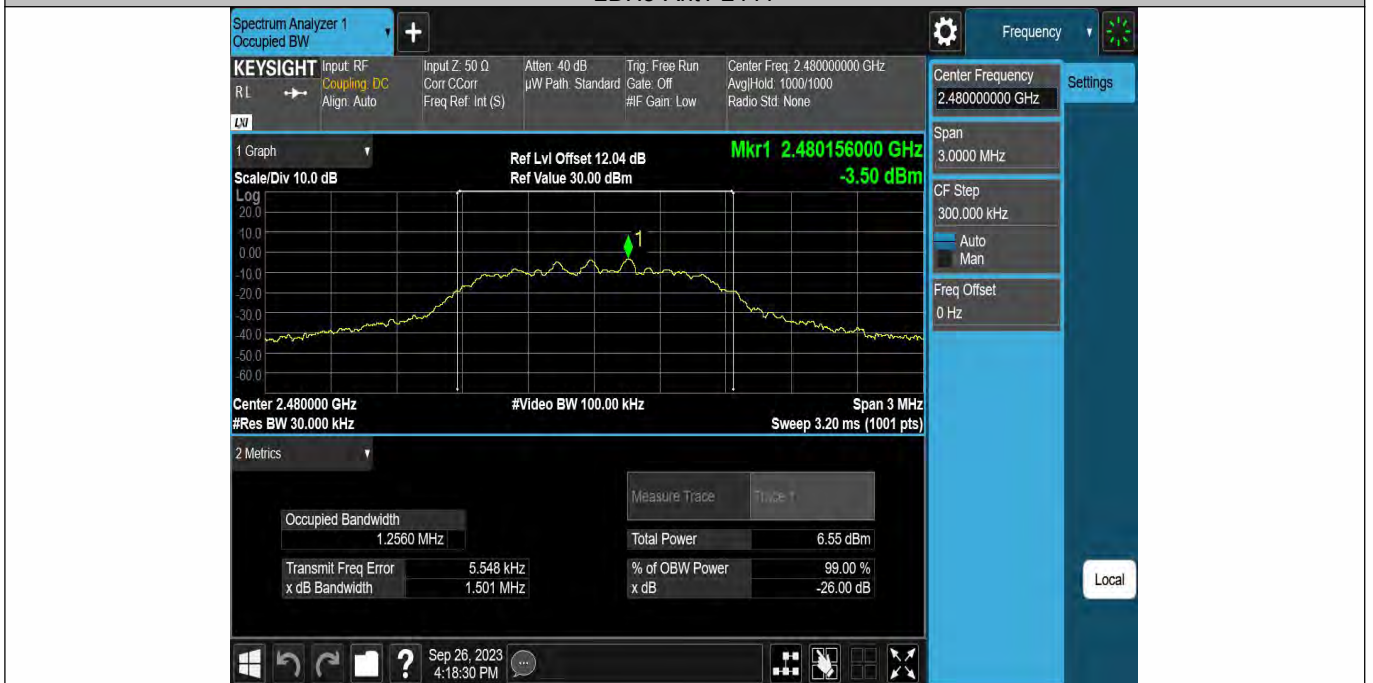 Spectrum Analyzer 1
Occupied BW
Frequency
KEYSIGHT
RL
LXI
Input: RF
Coupling: DC
Align: Auto
Input Z: 50 Ω
Corr CCorr
Freq Ref: Int (S)
Atten: 40 dB
µW Path: Standard
Trig: Free Run
Gate: Off
#IF Gain: Low
Center Freq: 2.480000000 GHz
Avg|Hold: 1000/1000
Radio Std: None
Center Frequency
2.480000000 GHz
Settings
Span
3.0000 MHz
CF Step
300.000 kHz
Auto
Man
Freq Offset
0 Hz
Local
1 Graph
Scale/Div 10.0 dB
Ref Lvl Offset 12.04 dB
Ref Value 30.00 dBm
Mkr1 2.480156000 GHz
-3.50 dBm
Log
20.0
10.0
0.00
-10.0
-20.0
-30.0
-40.0
-50.0
-60.0
1
Center 2.480000 GHz
#Video BW 100.00 kHz
Span 3 MHz
#Res BW 30.000 kHz
Sweep 3.20 ms (1001 pts)
2 Metrics
Measure Trace
Trace 1
Occupied Bandwidth
1.2560 MHz
Total Power 6.55 dBm
Transmit Freq Error 5.548 kHz
% of OBW Power 99.00 %
x dB Bandwidth 1.501 MHz
x dB -26.00 dB
Sep 26, 2023
4:18:30 PM